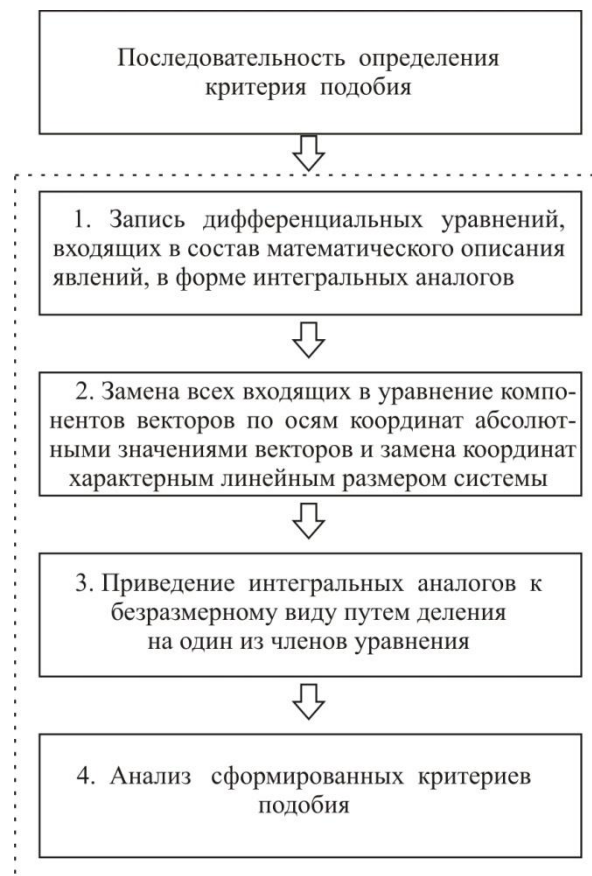 Последовательность определения
критерия подобия
1. Запись дифференциальных уравнений,
входящих в состав математического описания
явлений, в форме интегральных аналогов
2. Замена всех входящих в уравнение компо-
нентов векторов по осям координат абсолют-
ными значениями векторов и замена координат
характерным линейным размером системы
3. Приведение интегральных аналогов к
безразмерному виду путем деления
на один из членов уравнения
4. Анализ сформированных критериев
подобия